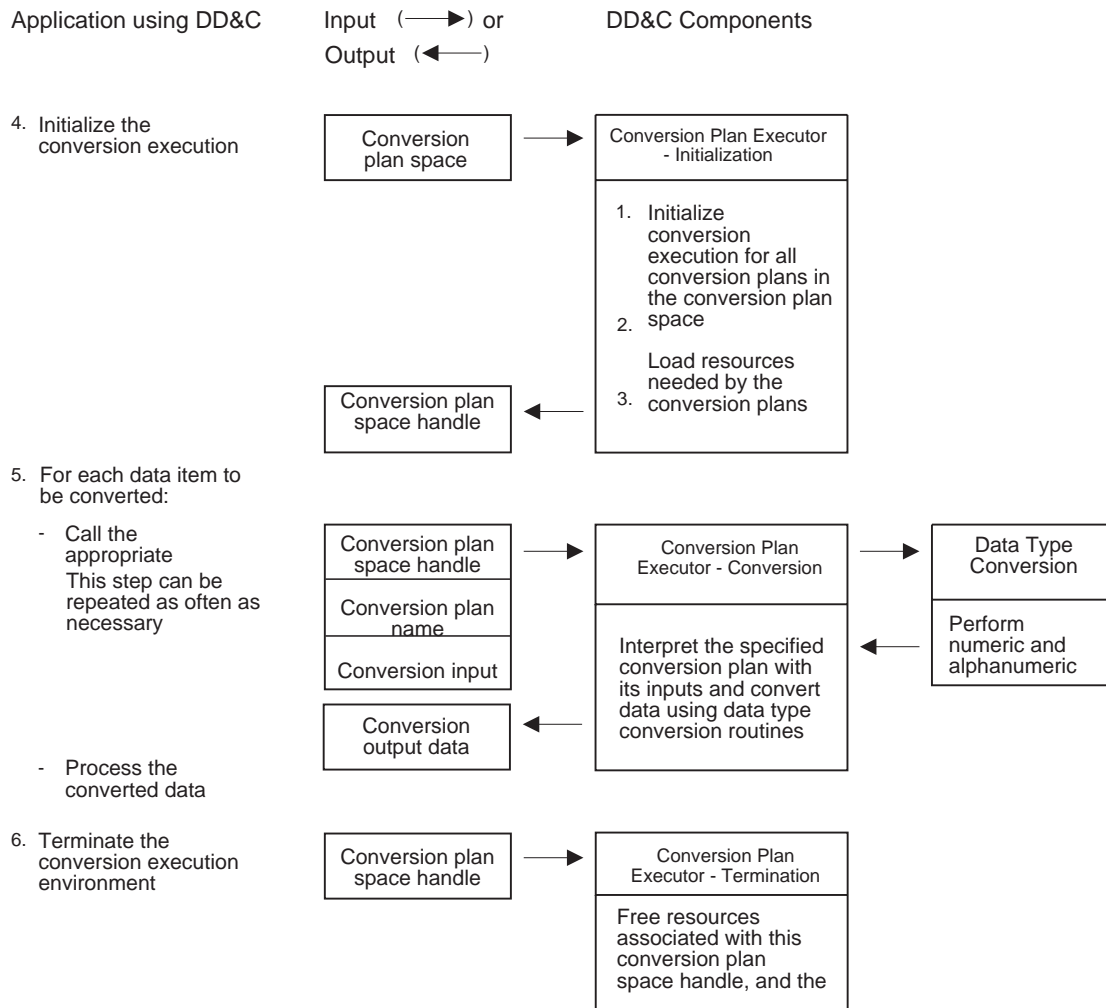 Application using DD&C
Input (⟶) or
Output (⟵)
DD&C Components
4. Initialize the
conversion execution
Conversion
plan space
Conversion Plan Executor
- Initialization
1. Initialize
conversion
execution for all
conversion plans in
the conversion plan
2. space
Load resources
needed by the
3. conversion plans
Conversion plan
space handle
5. For each data item to
be converted:
- Call the
appropriate
This step can be
repeated as often as
necessary
Conversion plan
space handle
Conversion plan
name
Conversion input
Conversion Plan
Executor - Conversion
Interpret the specified
conversion plan with
its inputs and convert
data using data type
conversion routines
Data Type
Conversion
Perform
numeric and
alphanumeric
Conversion
output data
- Process the
converted data
6. Terminate the
conversion execution
environment
Conversion plan
space handle
Conversion Plan
Executor - Termination
Free resources
associated with this
conversion plan
space handle, and the